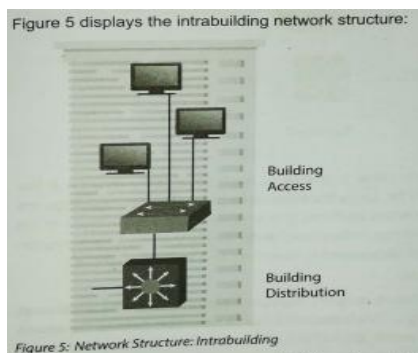 Figure 5 displays the intrabuilding network structure:
Building
Access
Building
Distribution
Figure 5: Network Structure: Intrabuilding